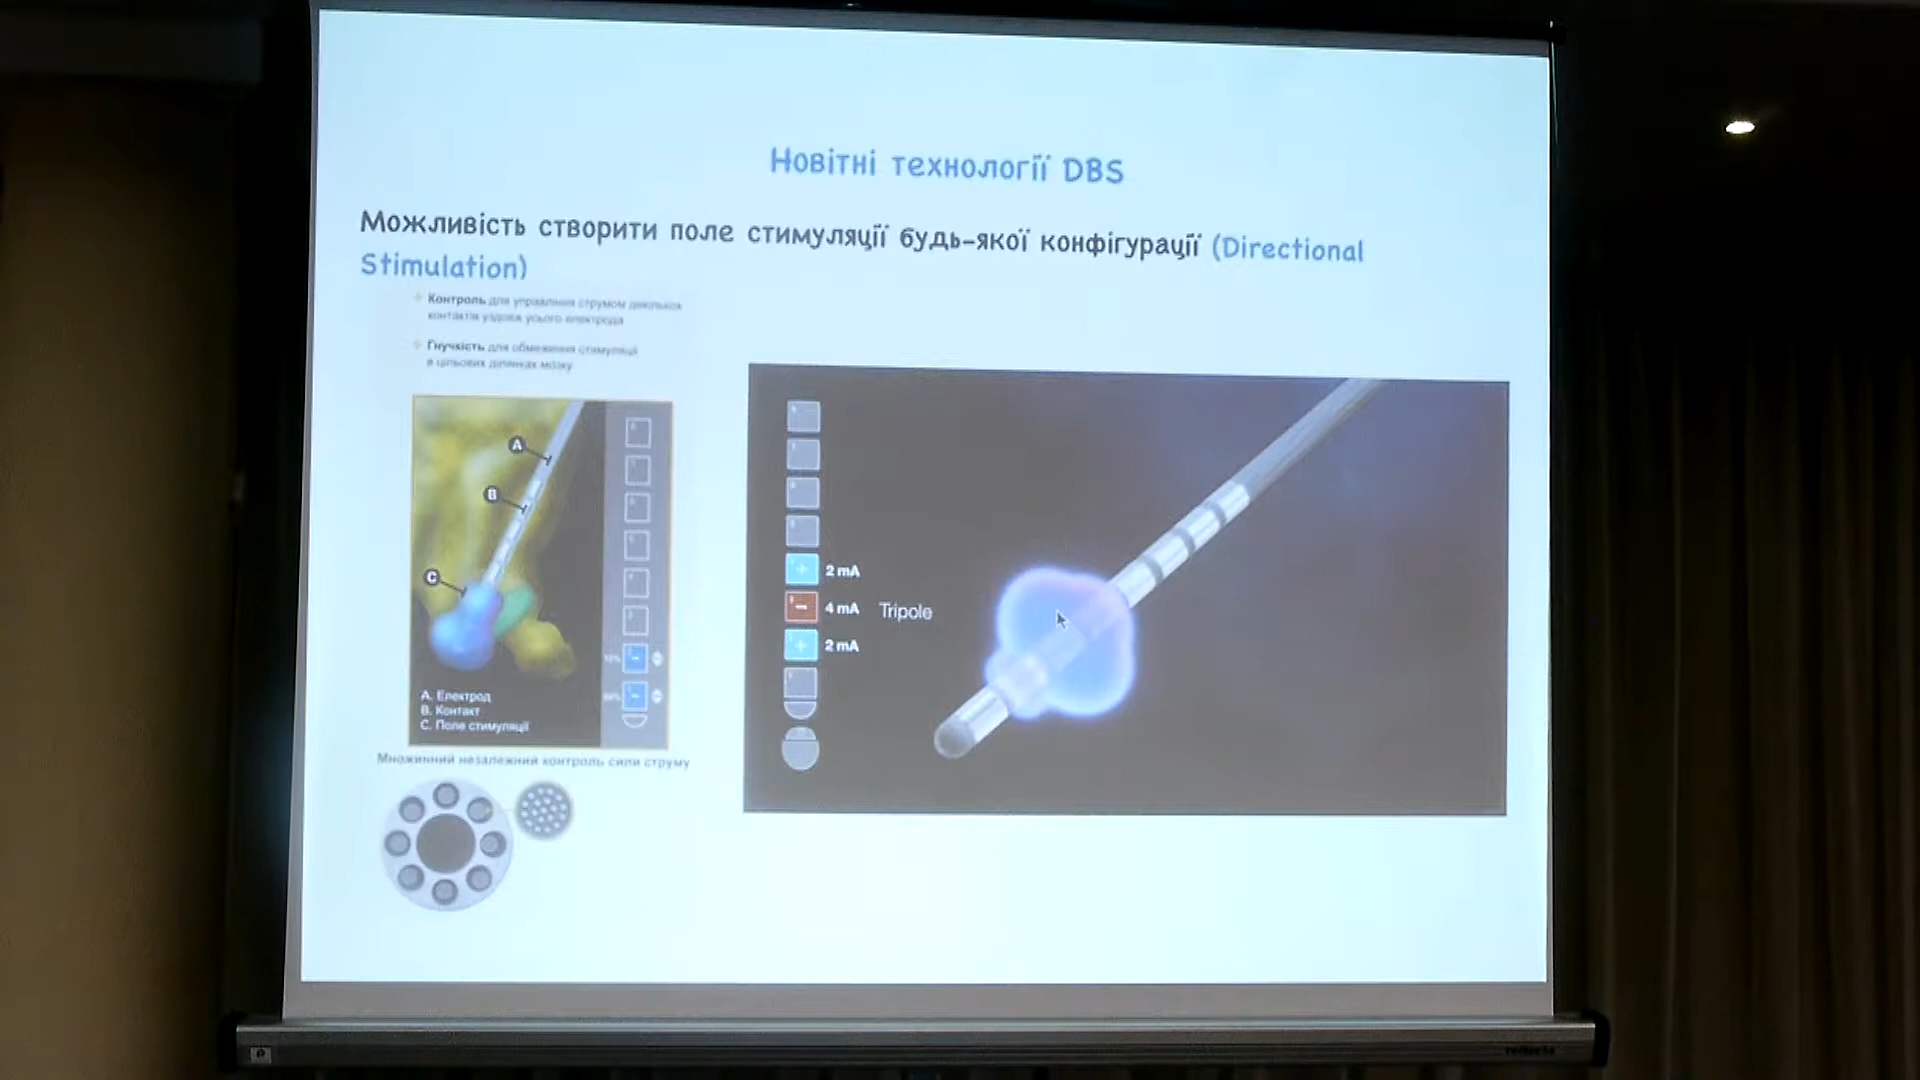 Новітні технології DBS
Можливість створити поле стимуляції будь-якої конфігурації (Directional
Stimulation)
Контроль для управління струмом декількох
контактів уздовж усього електрода
Гнучкість для обмеження стимуляції
в цільових ділянках мозку
A
B
C
A. Електрод
B. Контакт
C. Поле стимуляції
Множинний незалежний контроль сили струму
2 mA
4 mA Tripole
2 mA